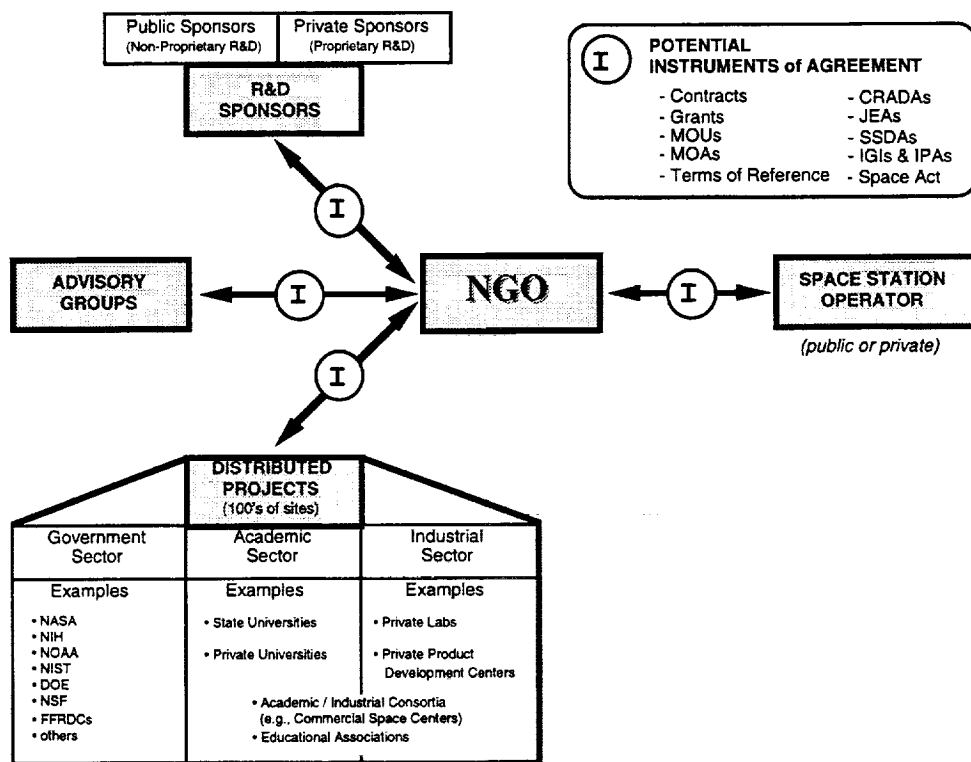 Public Sponsors
(Non-Proprietary R&D)
Private Sponsors
(Proprietary R&D)
R&D
SPONSORS
I
POTENTIAL
INSTRUMENTS of AGREEMENT
- Contracts
- Grants
- MOUs
- MOAs
- Terms of Reference
- CRADAs
- JEAs
- SSDAs
- IGIs & IPAs
- Space Act
I
ADVISORY
GROUPS
I
NGO
I
SPACE STATION
OPERATOR
(public or private)
I
DISTRIBUTED
PROJECTS
(100's of sites)
Government
Sector
Academic
Sector
Industrial
Sector
Examples
• NASA
• NIH
• NOAA
• NIST
• DOE
• NSF
• FFRDCs
• others
Examples
• State Universities
• Private Universities
Examples
• Private Labs
• Private Product
Development Centers
• Academic / Industrial Consortia
(e.g., Commercial Space Centers)
• Educational Associations